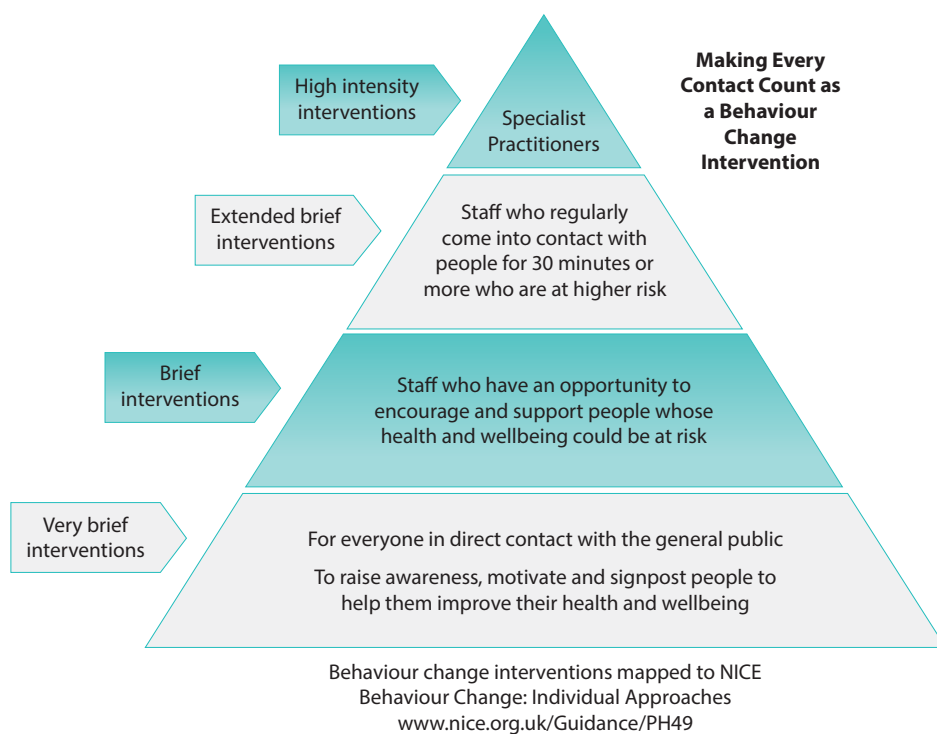 Making Every
Contact Count as
a Behaviour
Change
Intervention
High intensity
interventions
Specialist
Practitioners
Extended brief
interventions
Staff who regularly
come into contact with
people for 30 minutes or
more who are at higher risk
Brief
interventions
Staff who have an opportunity to
encourage and support people whose
health and wellbeing could be at risk
Very brief
interventions
For everyone in direct contact with the general public
To raise awareness, motivate and signpost people to
help them improve their health and wellbeing
Behaviour change interventions mapped to NICE
Behaviour Change: Individual Approaches
www.nice.org.uk/Guidance/PH49